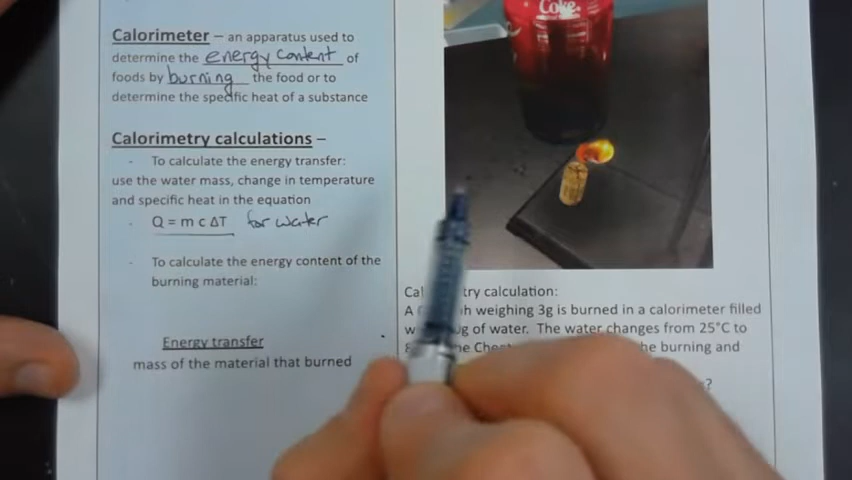 Calorimeter – an apparatus used to
determine the energy content of
foods by burning the food or to
determine the specific heat of a substance
Calorimetry calculations –
- To calculate the energy transfer:
use the water mass, change in temperature
and specific heat in the equation
- Q = m c ΔT for water
- To calculate the energy content of the
burning material:
Energy transfer
mass of the material that burned
Coke
try calculation:
A weighing 3g is burned in a calorimeter filled
g of water. The water changes from 25°C to
he burning and
?